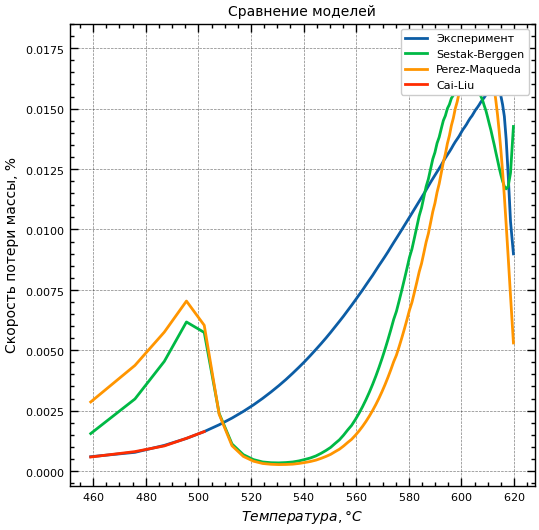 Сравнение моделей
Эксперимент
Sestak-Berggen
Perez-Maqueda
Cai-Liu
Скорость потери массы, %
0.0175
0.0150
0.0125
0.0100
0.0075
0.0050
0.0025
0.0000
460 480 500 520 540 560 580 600 620
Температура, °C